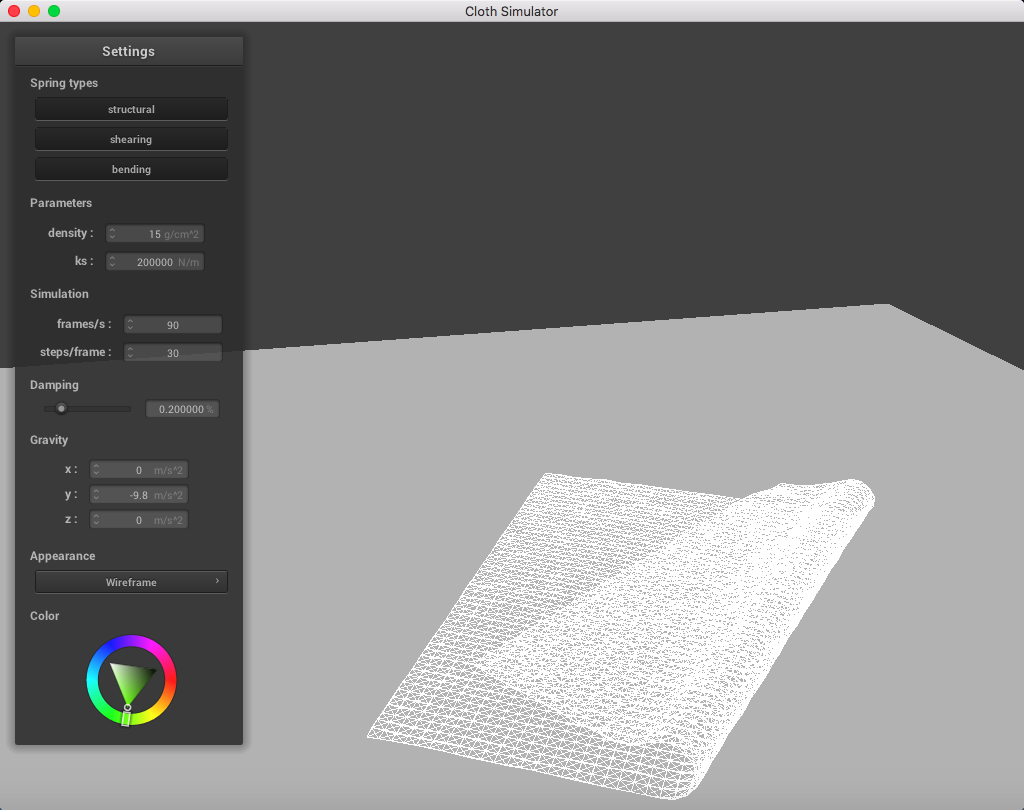 Cloth Simulator
Settings
Spring types
structural
shearing
bending
Parameters
density : 15 g/cm^2
ks : 200000 N/m
Simulation
frames/s : 90
steps/frame : 30
Damping
0.200000 %
Gravity
x : 0 m/s^2
y : -9.8 m/s^2
z : 0 m/s^2
Appearance
Wireframe ›
Color